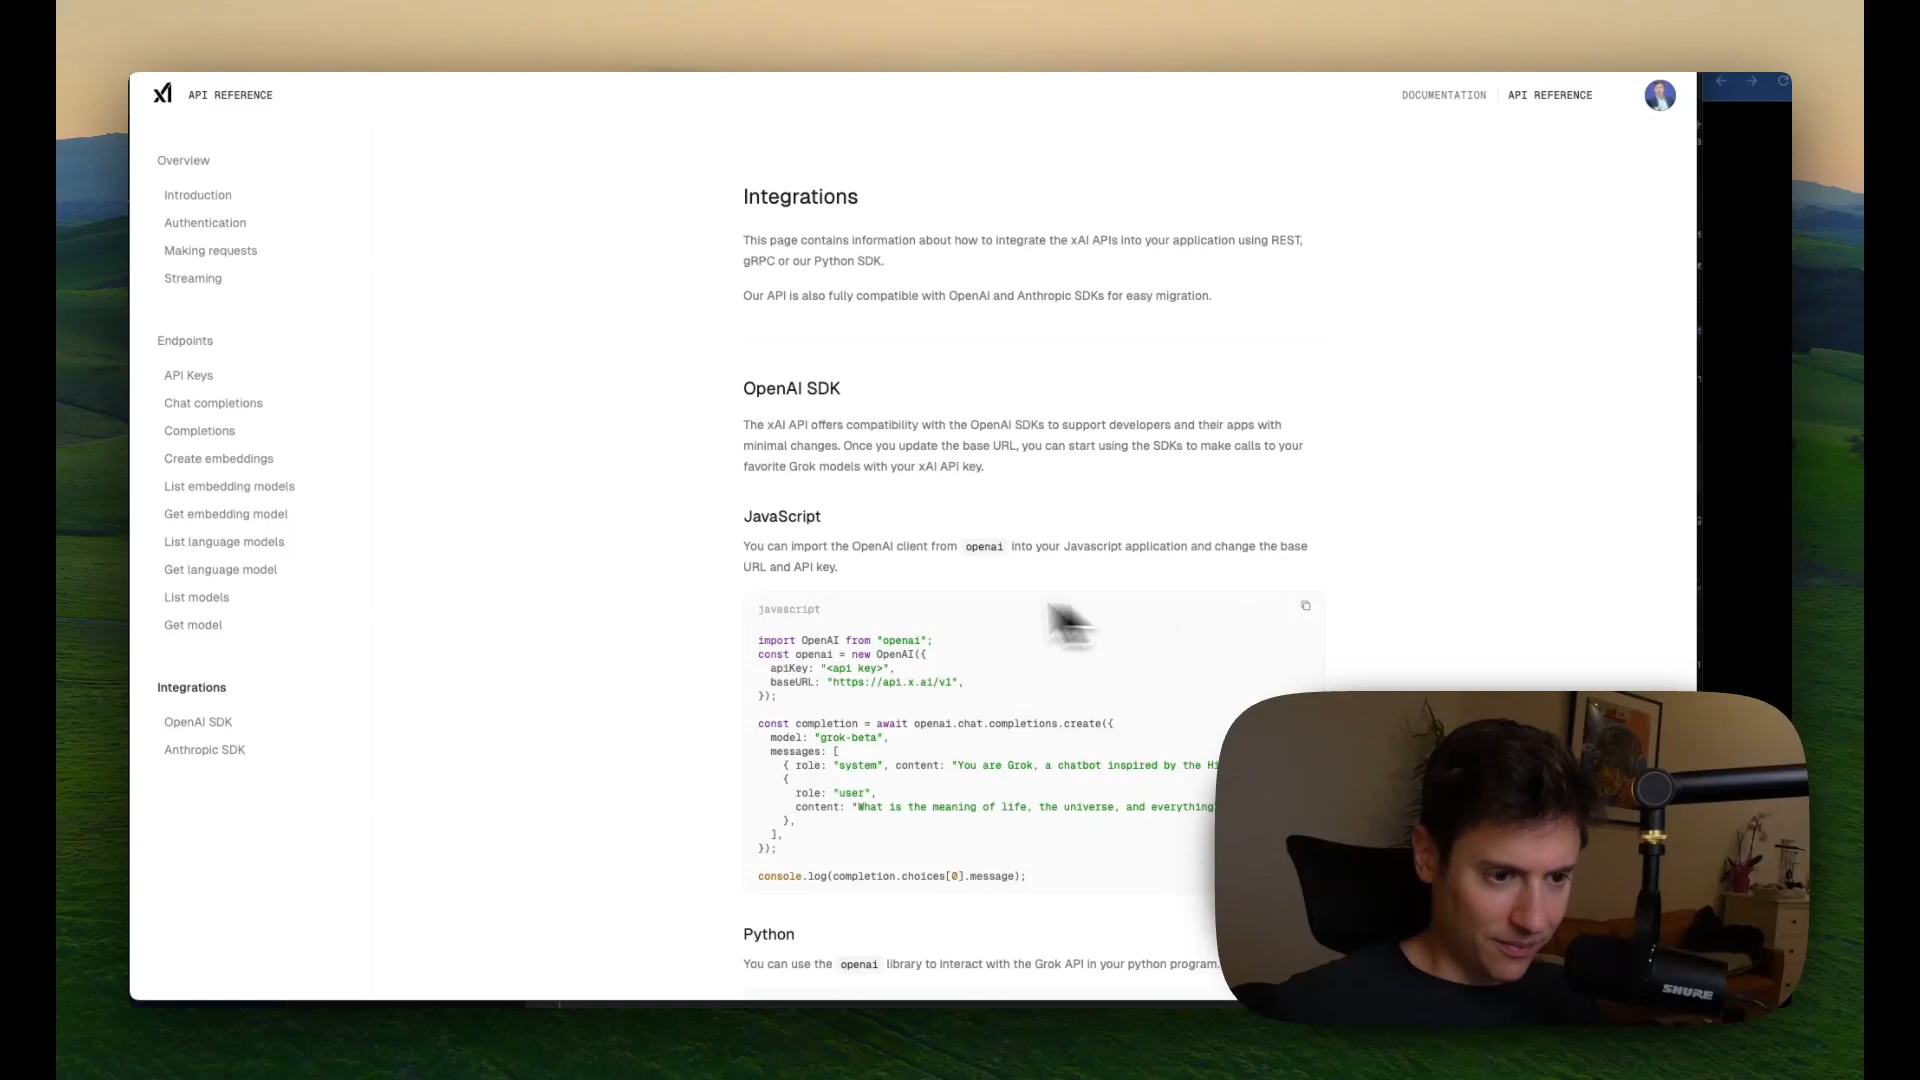 xI API REFERENCE
DOCUMENTATION
API REFERENCE
Overview
Introduction
Authentication
Making requests
Streaming
Endpoints
API Keys
Chat completions
Completions
Create embeddings
List embedding models
Get embedding model
List language models
Get language model
List models
Get model
Integrations
OpenAI SDK
Anthropic SDK
Integrations
This page contains information about how to integrate the xAI APIs into your application using REST,
gRPC or our Python SDK.
Our API is also fully compatible with OpenAI and Anthropic SDKs for easy migration.
OpenAI SDK
The xAI API offers compatibility with the OpenAI SDKs to support developers and their apps with
minimal changes. Once you update the base URL, you can start using the SDKs to make calls to your
favorite Grok models with your xAI API key.
JavaScript
You can import the OpenAI client from openai into your Javascript application and change the base
URL and API key.
javascript
import OpenAI from "openai";
const openai = new OpenAI({
apiKey: "<api key>",
baseURL: "https://api.x.ai/v1",
});
const completion = await openai.chat.completions.create({
model: "grok-beta",
messages: [
{ role: "system", content: "You are Grok, a chatbot inspired by the Hi
{
role: "user",
content: "What is the meaning of life, the universe, and everything
},
],
});
console.log(completion.choices[0].message);
Python
You can use the openai library to interact with the Grok API in your python program.
SHURE